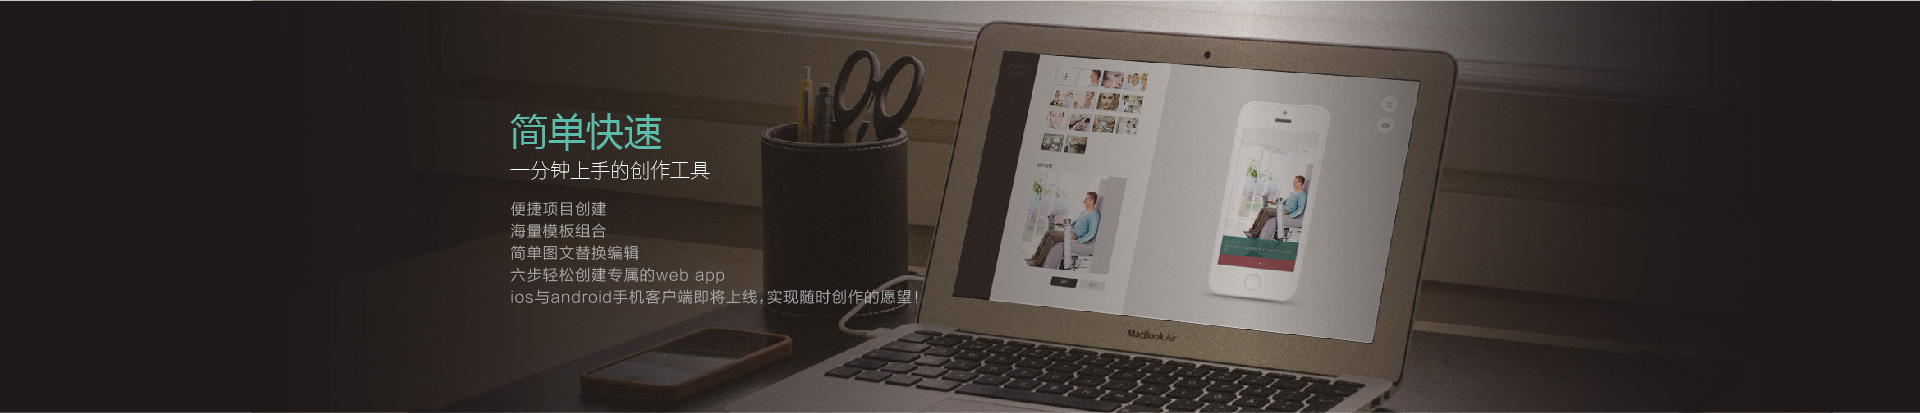 简单快速
一分钟上手的创作工具
便捷项目创建
海量模板组合
简单图文替换编辑
六步轻松创建专属的web app
ios与android手机客户端即将上线,实现随时创作的愿望!
MacBook Air